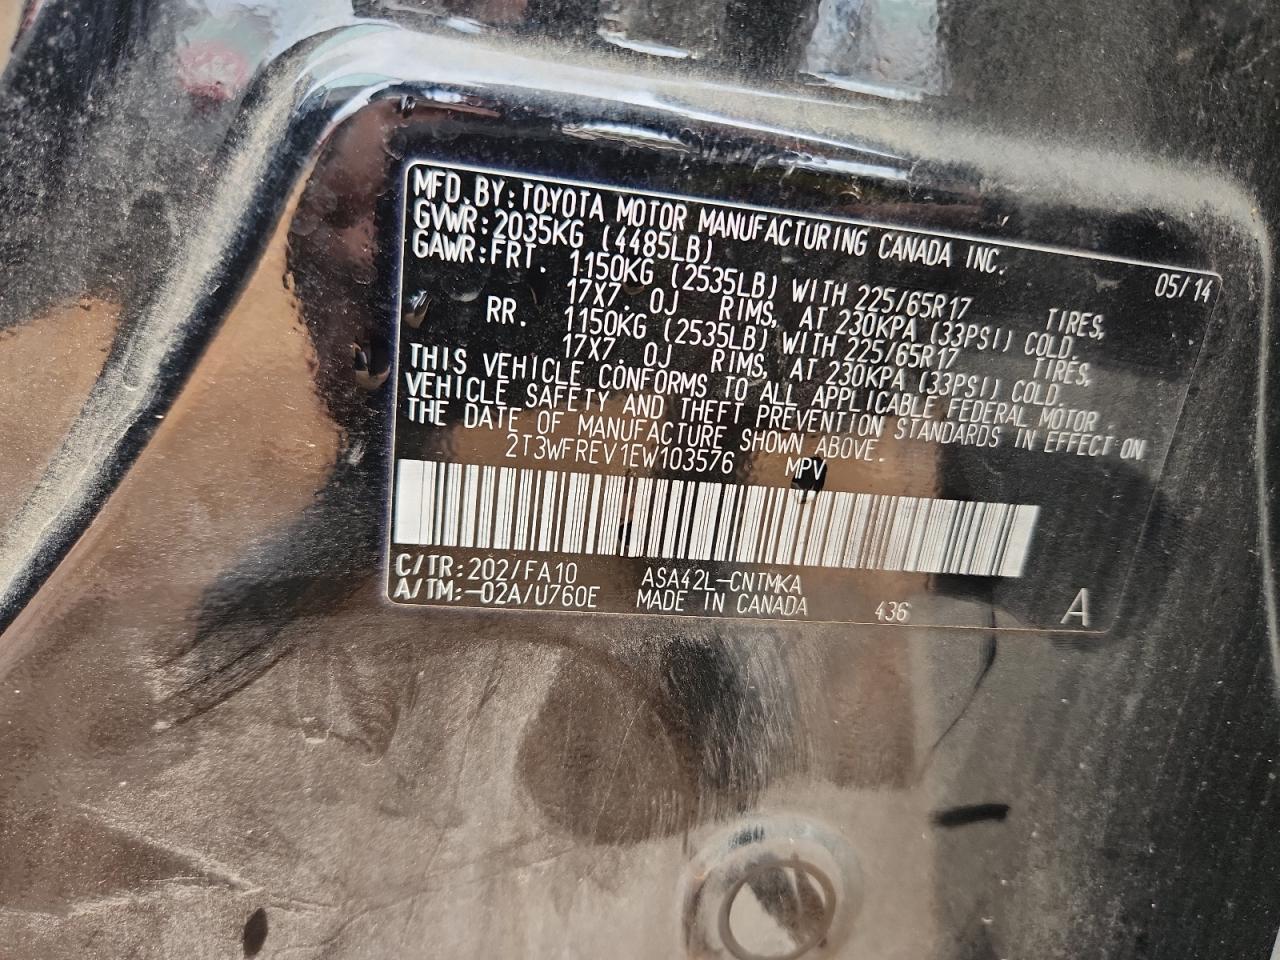 MFD. BY: TOYOTA MOTOR MANUFACTURING CANADA INC.
GVWR: 2035KG (4485LB) 05/14
GAWR: FRT. 1150KG (2535LB) WITH 225/65R17 TIRES,
17X7. 0J RIMS, AT 230KPA (33PSI) COLD.
RR. 1150KG (2535LB) WITH 225/65R17 TIRES,
17X7. 0J RIMS, AT 230KPA (33PSI) COLD.
THIS VEHICLE CONFORMS TO ALL APPLICABLE FEDERAL MOTOR
VEHICLE SAFETY AND THEFT PREVENTION STANDARDS IN EFFECT ON
THE DATE OF MANUFACTURE SHOWN ABOVE.
2T3WFREV1EW103576 MPV
C/TR: 202/FA10 ASA42L-CNTMKA
A/TM: -02A/U760E MADE IN CANADA 436 A